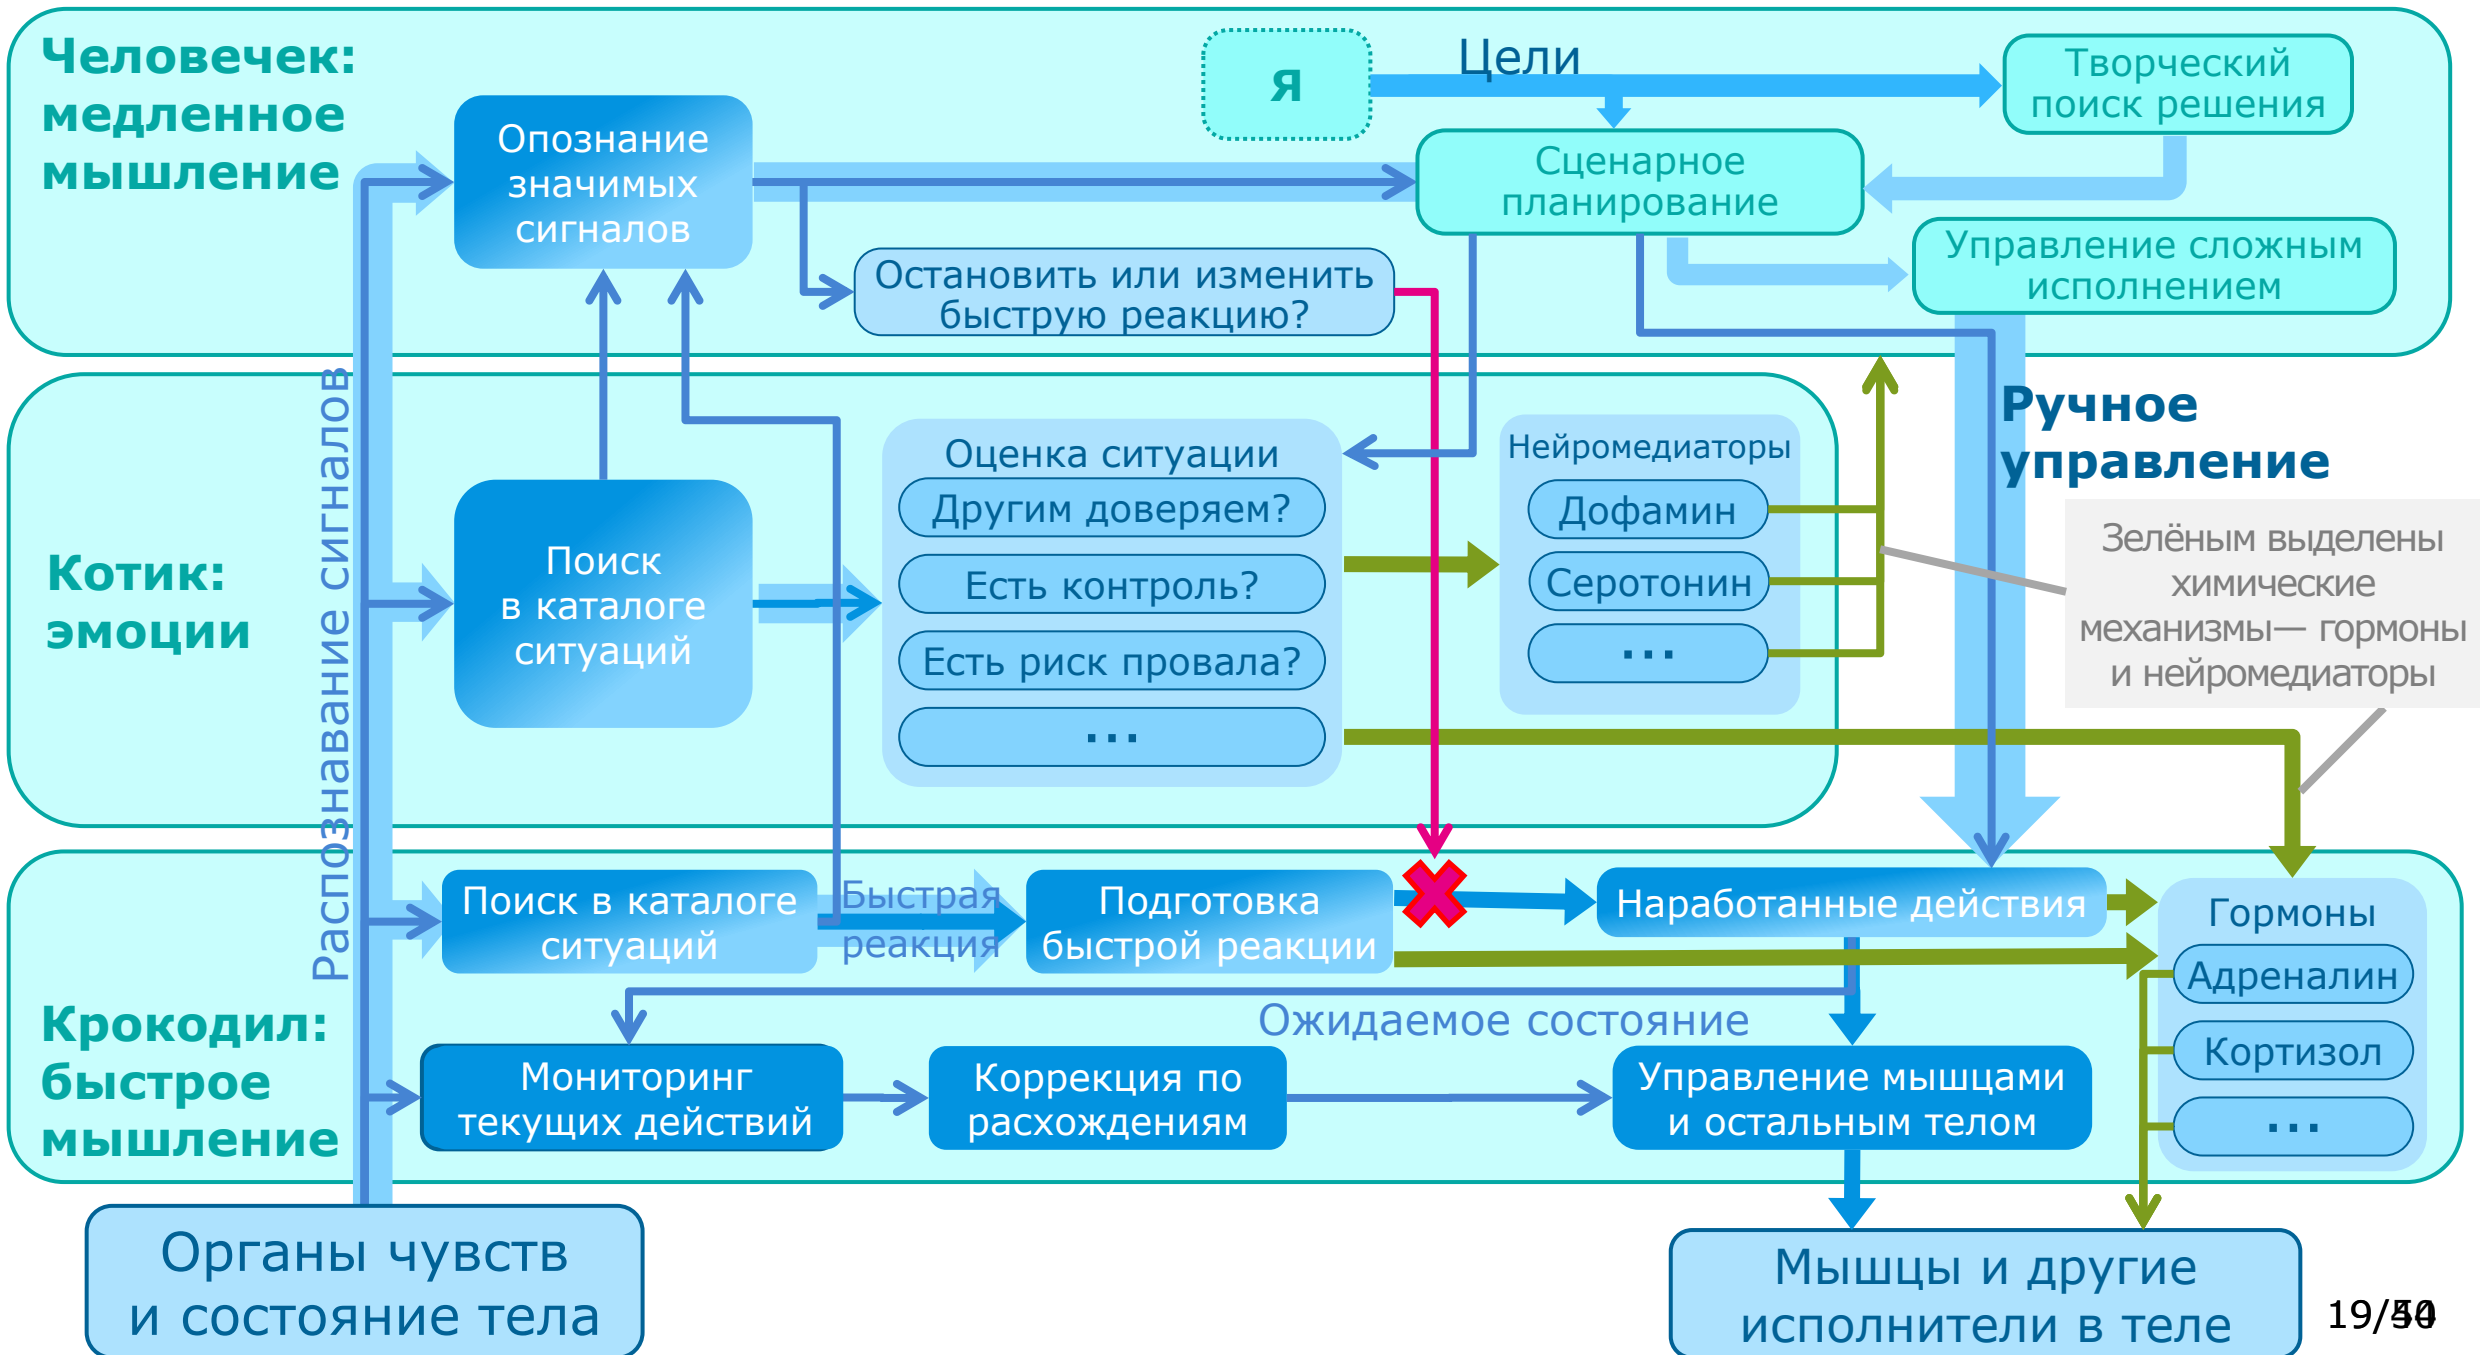 Человечек:
медленное
мышление
Я
Цели
Творческий
поиск решения
Опознание
значимых
сигналов
Сценарное
планирование
Управление сложным
исполнением
Остановить или изменить
быструю реакцию?
Распознавание сигналов
Котик:
эмоции
Поиск
в каталоге
ситуаций
Оценка ситуации
Другим доверяем?
Есть контроль?
Есть риск провала?
...
Нейромедиаторы
Дофамин
Серотонин
...
Ручное
управление
Зелёным выделены
химические
механизмы— гормоны
и нейромедиаторы
Крокодил:
быстрое
мышление
Поиск в каталоге
ситуаций
Быстрая
реакция
Подготовка
быстрой реакции
Наработанные действия
Гормоны
Адреналин
Кортизол
...
Ожидаемое состояние
Мониторинг
текущих действий
Коррекция по
расхождениям
Управление мышцами
и остальным телом
Органы чувств
и состояние тела
Мышцы и другие
исполнители в теле
19/